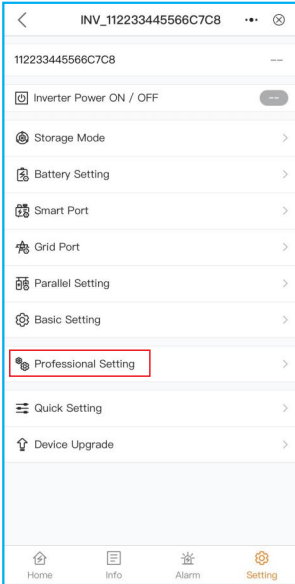 INV_112233445566C7C8
112233445566C7C8 --
Inverter Power ON / OFF --
Storage Mode
Battery Setting
Smart Port
Grid Port
Parallel Setting
Basic Setting
Professional Setting
Quick Setting
Device Upgrade
Home Info Alarm Setting